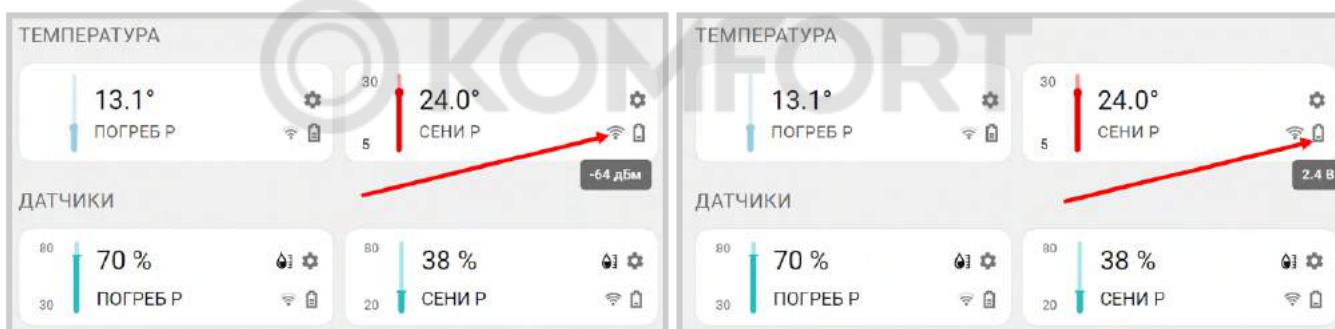 KOMFORT
ТЕМПЕРАТУРА
13.1°
ПОГРЕБ Р
30
24.0°
СЕНИ Р
5
-64 дБм
ДАТЧИКИ
80
70 %
ПОГРЕБ Р
30
80
38 %
СЕНИ Р
20
ТЕМПЕРАТУРА
13.1°
ПОГРЕБ Р
30
24.0°
СЕНИ Р
5
2.4 В
ДАТЧИКИ
80
70 %
ПОГРЕБ Р
30
80
38 %
СЕНИ Р
20